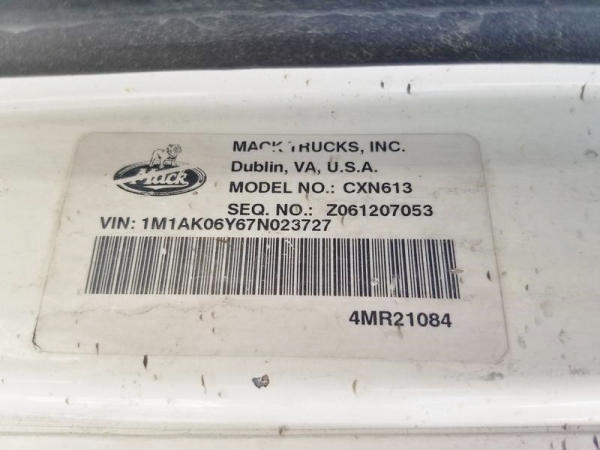 Mack
MACK TRUCKS, INC.
Dublin, VA, U.S.A.
MODEL NO.: CXN613
SEQ. NO.: Z061207053
VIN: 1M1AK06Y67N023727
4MR21084